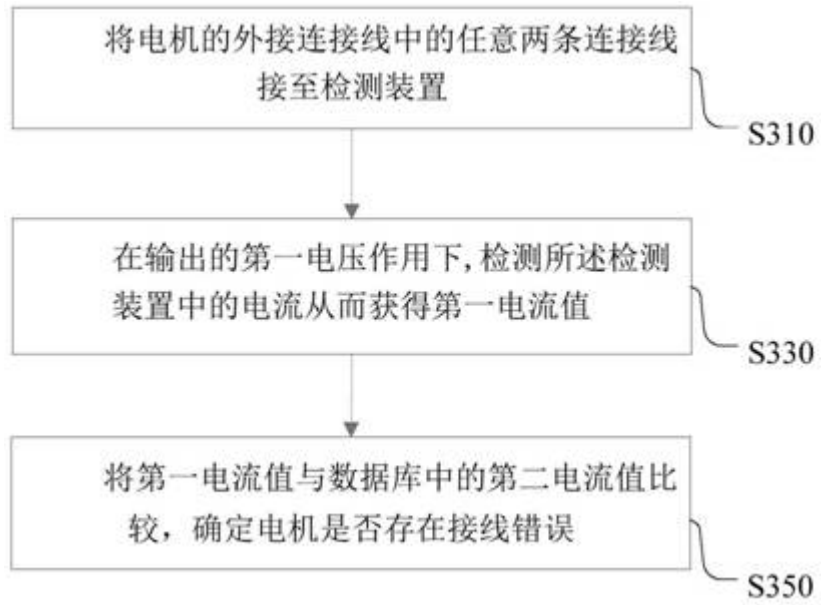 将电机的外接连接线中的任意两条连接线
接至检测装置
S310
在输出的第一电压作用下,检测所述检测
装置中的电流从而获得第一电流值
S330
将第一电流值与数据库中的第二电流值比
较，确定电机是否存在接线错误
S350